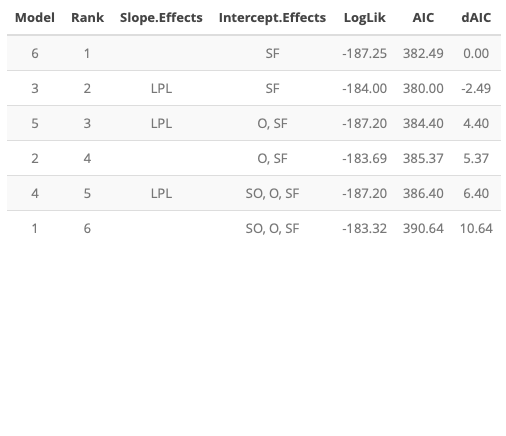 Model Rank Slope.Effects Intercept.Effects LogLik AIC dAIC
6 1 SF -187.25 382.49 0.00
3 2 LPL SF -184.00 380.00 -2.49
5 3 LPL O, SF -187.20 384.40 4.40
2 4 O, SF -183.69 385.37 5.37
4 5 LPL SO, O, SF -187.20 386.40 6.40
1 6 SO, O, SF -183.32 390.64 10.64